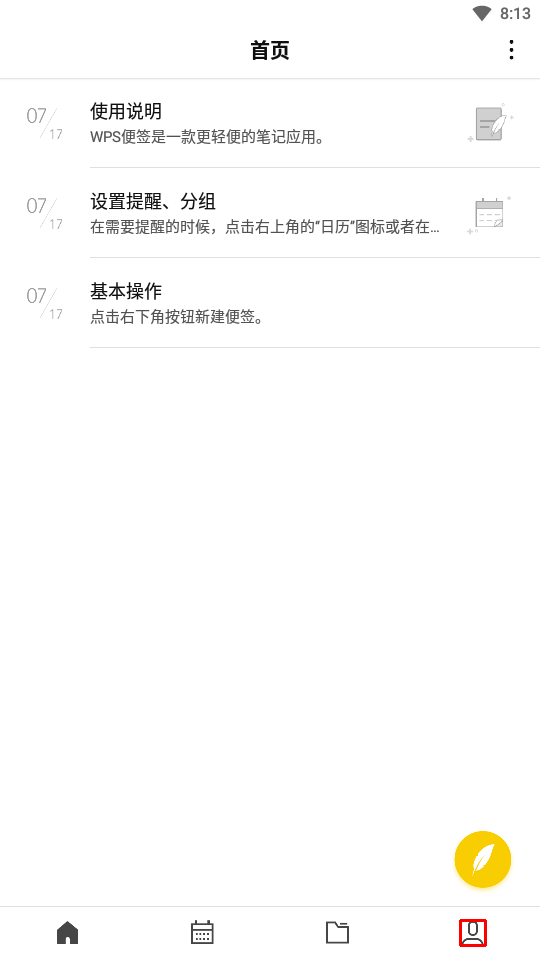 8:13
首页
07/17
使用说明
WPS便签是一款更轻便的笔记应用。
07/17
设置提醒、分组
在需要提醒的时候，点击右上角的“日历”图标或者在...
07/17
基本操作
点击右下角按钮新建便签。